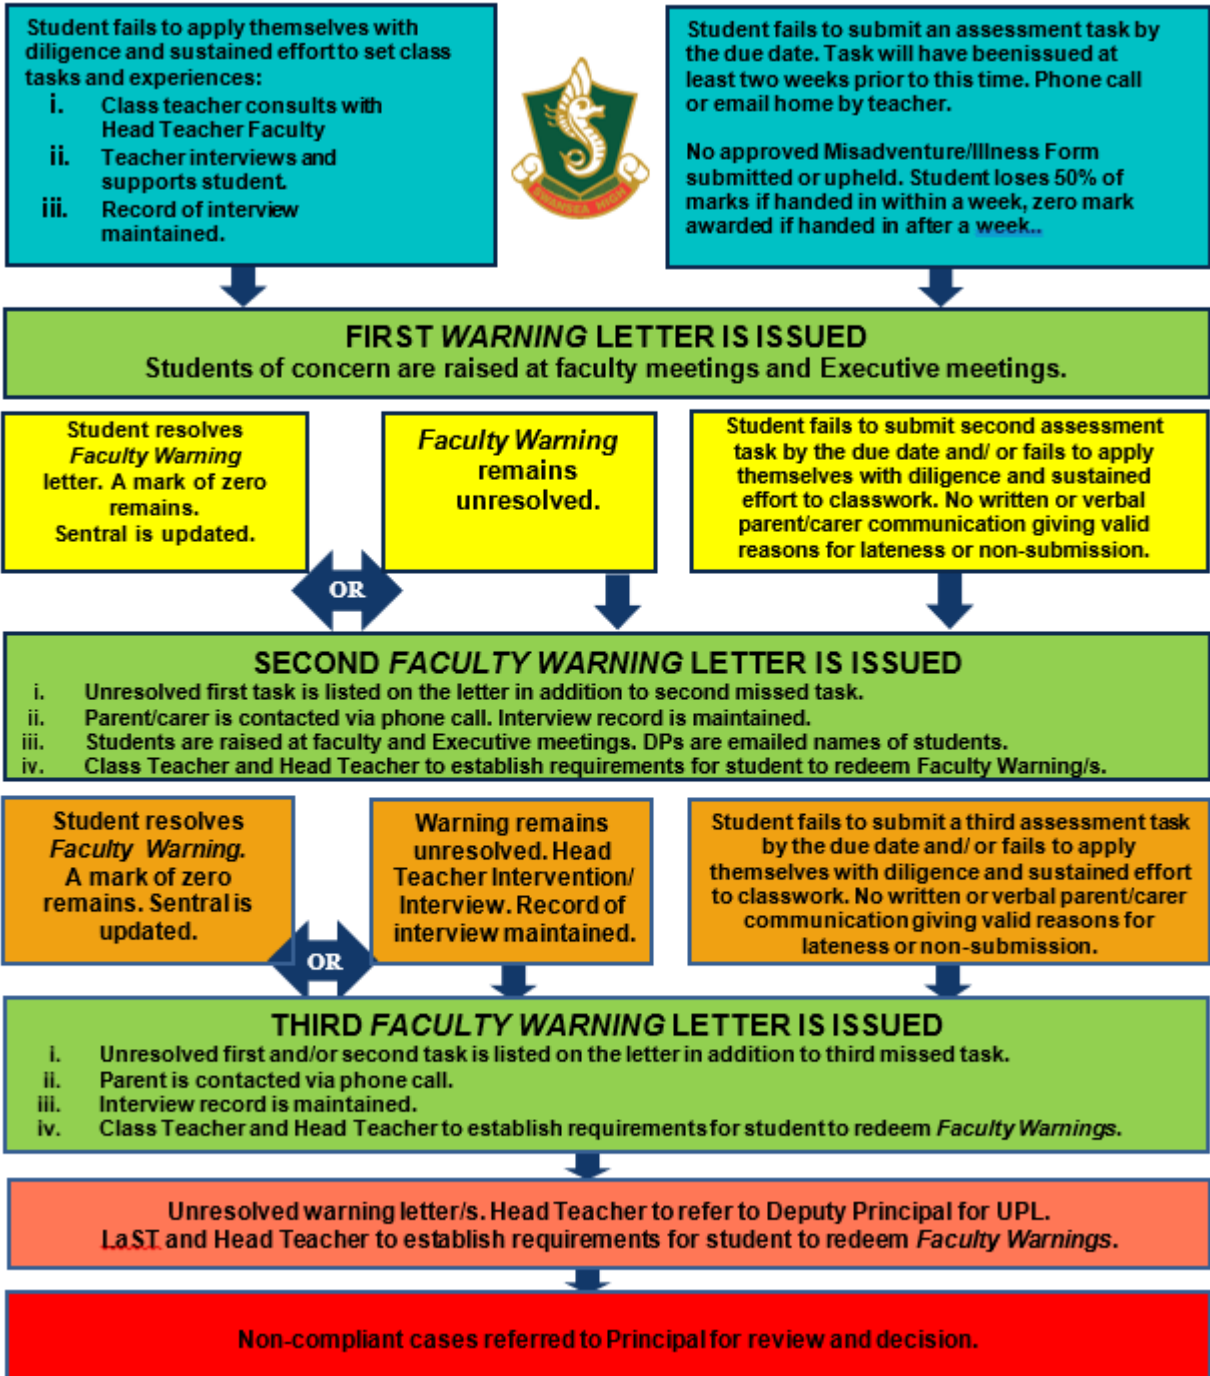 Student fails to apply themselves with
diligence and sustained effort to set class
tasks and experiences:
i. Class teacher consults with
Head Teacher Faculty
ii. Teacher interviews and
supports student.
iii. Record of interview
maintained.
SWANSEA HIGH
Student fails to submit an assessment task by
the due date. Task will have beenissued at
least two weeks prior to this time. Phone call
or email home by teacher.
No approved Misadventure/Illness Form
submitted or upheld. Student loses 50% of
marks if handed in within a week, zero mark
awarded if handed in after a week..
FIRST WARNING LETTER IS ISSUED
Students of concern are raised at faculty meetings and Executive meetings.
Student resolves
Faculty Warning
letter. A mark of zero
remains.
Sentral is updated.
OR
Faculty Warning
remains
unresolved.
Student fails to submit second assessment
task by the due date and/ or fails to apply
themselves with diligence and sustained
effort to classwork. No written or verbal
parent/carer communication giving valid
reasons for lateness or non-submission.
SECOND FACULTY WARNING LETTER IS ISSUED
i. Unresolved first task is listed on the letter in addition to second missed task.
ii. Parent/carer is contacted via phone call. Interview record is maintained.
iii. Students are raised at faculty and Executive meetings. DPs are emailed names of students.
iv. Class Teacher and Head Teacher to establish requirements for student to redeem Faculty Warning/s.
Student resolves
Faculty Warning.
A mark of zero
remains. Sentral is
updated.
OR
Warning remains
unresolved. Head
Teacher Intervention/
Interview. Record of
interview maintained.
Student fails to submit a third assessment task
by the due date and/ or fails to apply
themselves with diligence and sustained effort
to classwork. No written or verbal parent/carer
communication giving valid reasons for
lateness or non-submission.
THIRD FACULTY WARNING LETTER IS ISSUED
i. Unresolved first and/or second task is listed on the letter in addition to third missed task.
ii. Parent is contacted via phone call.
iii. Interview record is maintained.
iv. Class Teacher and Head Teacher to establish requirements for student to redeem Faculty Warnings.
Unresolved warning letter/s. Head Teacher to refer to Deputy Principal for UPL.
LaST and Head Teacher to establish requirements for student to redeem Faculty Warnings.
Non-compliant cases referred to Principal for review and decision.